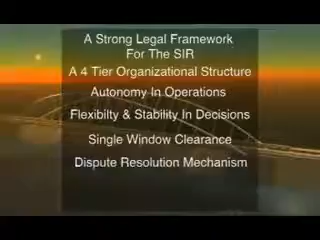 A Strong Legal Framework
For The SIR
A 4 Tier Organizational Structure
Autonomy In Operations
Flexibilty & Stability In Decisions
Single Window Clearance
Dispute Resolution Mechanism